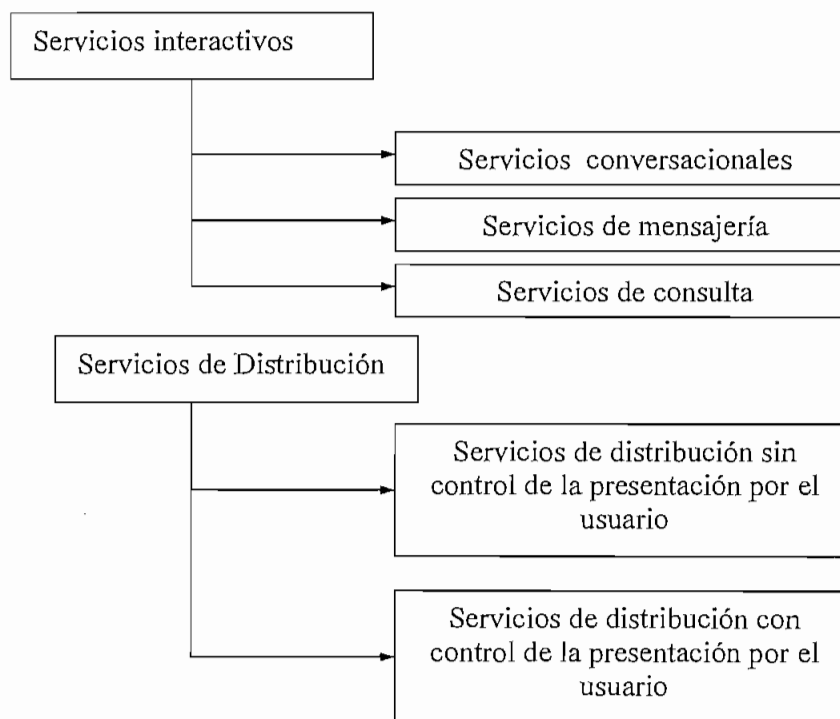 Servicios interactivos
Servicios conversacionales
Servicios de mensajería
Servicios de consulta
Servicios de Distribución
Servicios de distribución sin
control de la presentación por el
usuario
Servicios de distribución con
control de la presentación por el
usuario